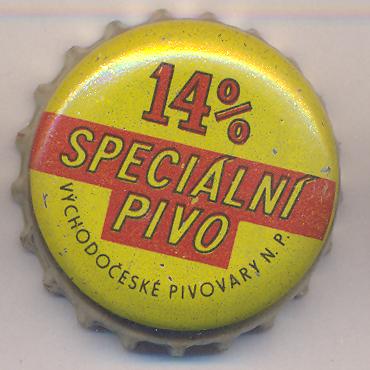 14%
SPECIÁLNÍ
PIVO
VÝCHODOČESKÉ PIVOVARY N. P.